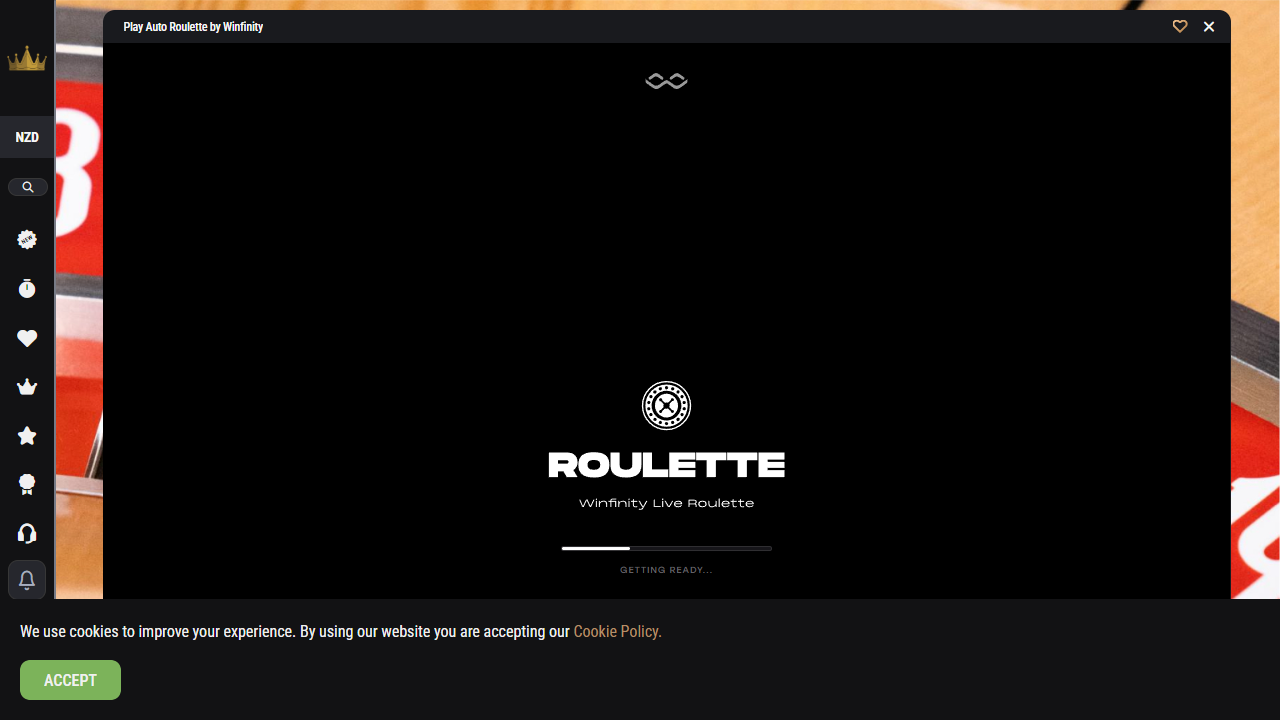 Play Auto Roulette by Winfinity
NZD
NEW
ROULETTE
Winfinity Live Roulette
GETTING READY...
We use cookies to improve your experience. By using our website you are accepting our Cookie Policy.
ACCEPT